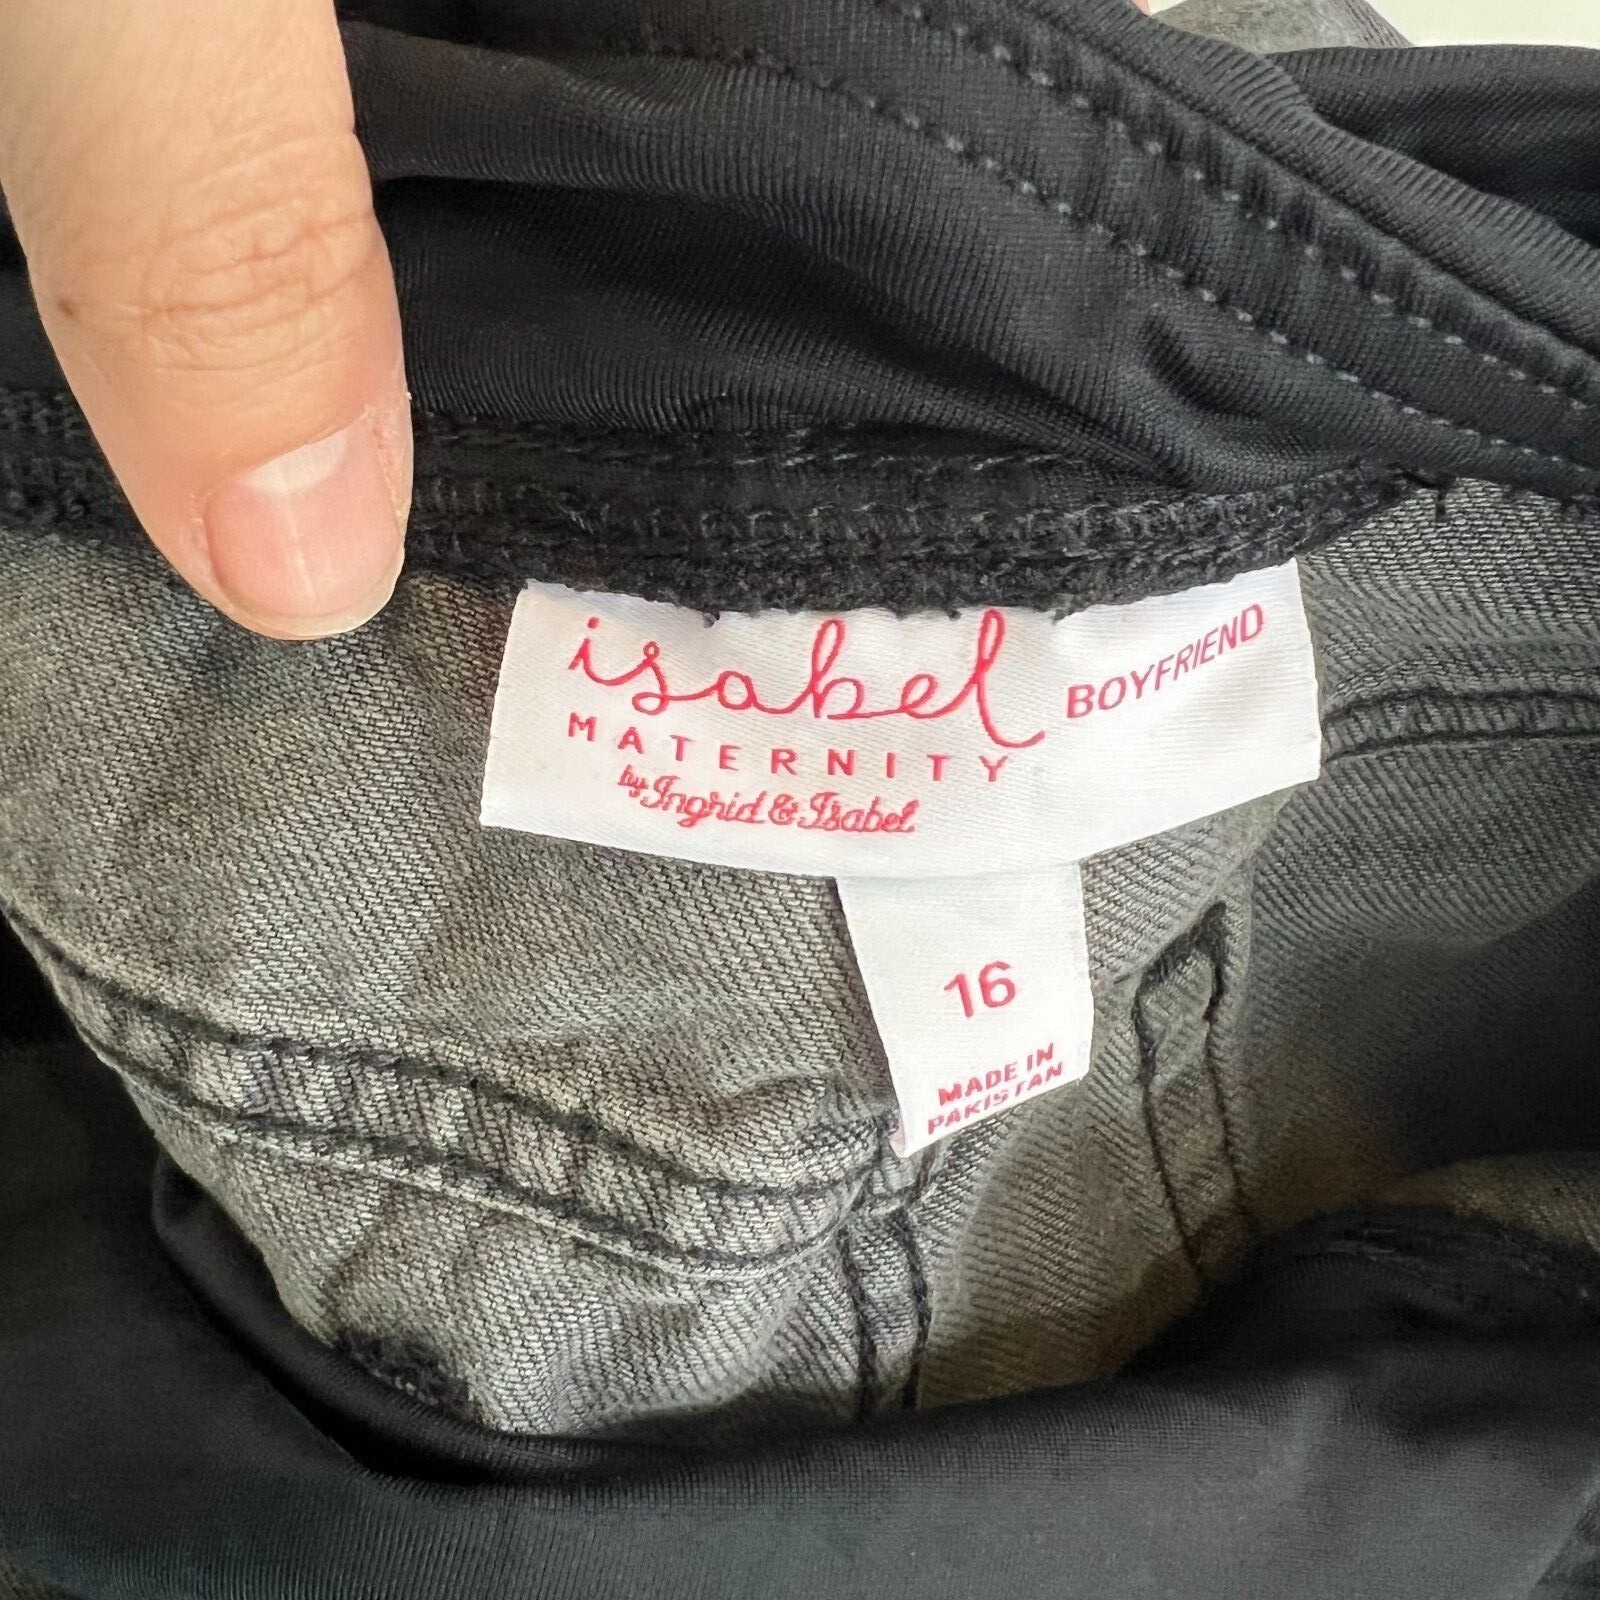 isabel BOYFRIEND
MATERNITY
by Ingrid & Isabel
16
MADE IN
PAKISTAN